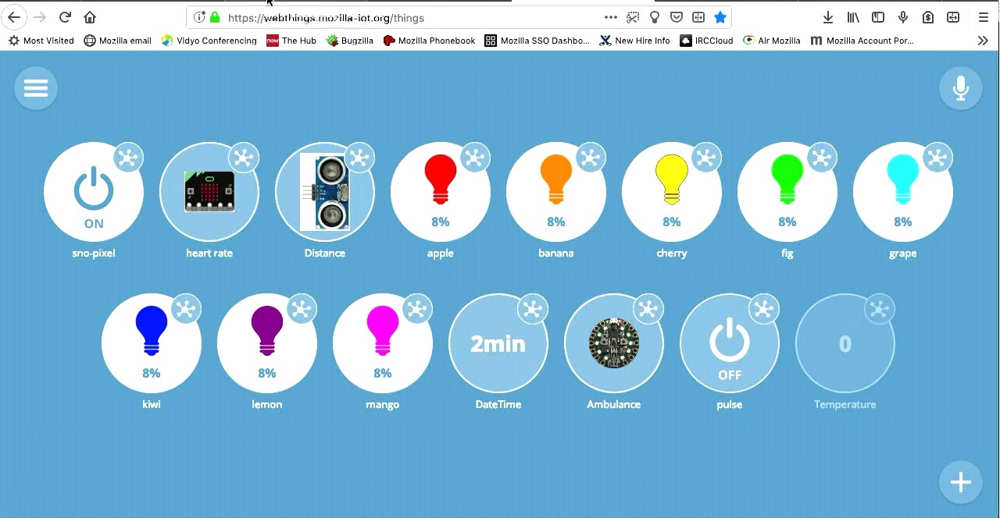 https://webthings.mozilla-iot.org/things
Most Visited Mozilla email Vidyo Conferencing now The Hub Bugzilla Mozilla Phonebook Mozilla SSO Dashbo... New Hire Info IRCCloud Air Mozilla m Mozilla Account Por...
ON 8% 8% 8% 8% 8%
sno-pixel heart rate Distance apple banana cherry fig grape
8% 8% 8% 2min OFF 0
kiwi lemon mango DateTime Ambulance pulse Temperature